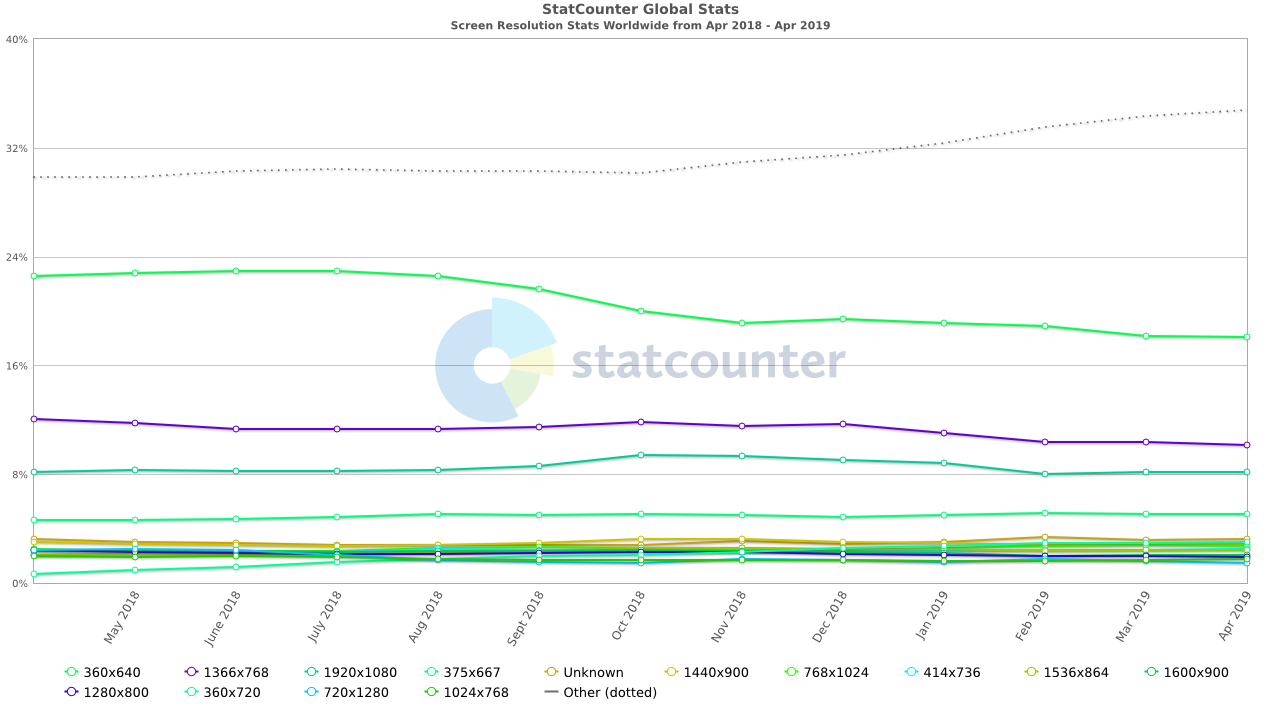 StatCounter Global Stats
Screen Resolution Stats Worldwide from Apr 2018 - Apr 2019
40%
32%
24%
16%
8%
0%
statcounter
May 2018 June 2018 July 2018 Aug 2018 Sept 2018 Oct 2018 Nov 2018 Dec 2018 Jan 2019 Feb 2019 Mar 2019 Apr 2019
360x640 1366x768 1920x1080 375x667 Unknown 1440x900 768x1024 414x736 1536x864 1600x900
1280x800 360x720 720x1280 1024x768 Other (dotted)